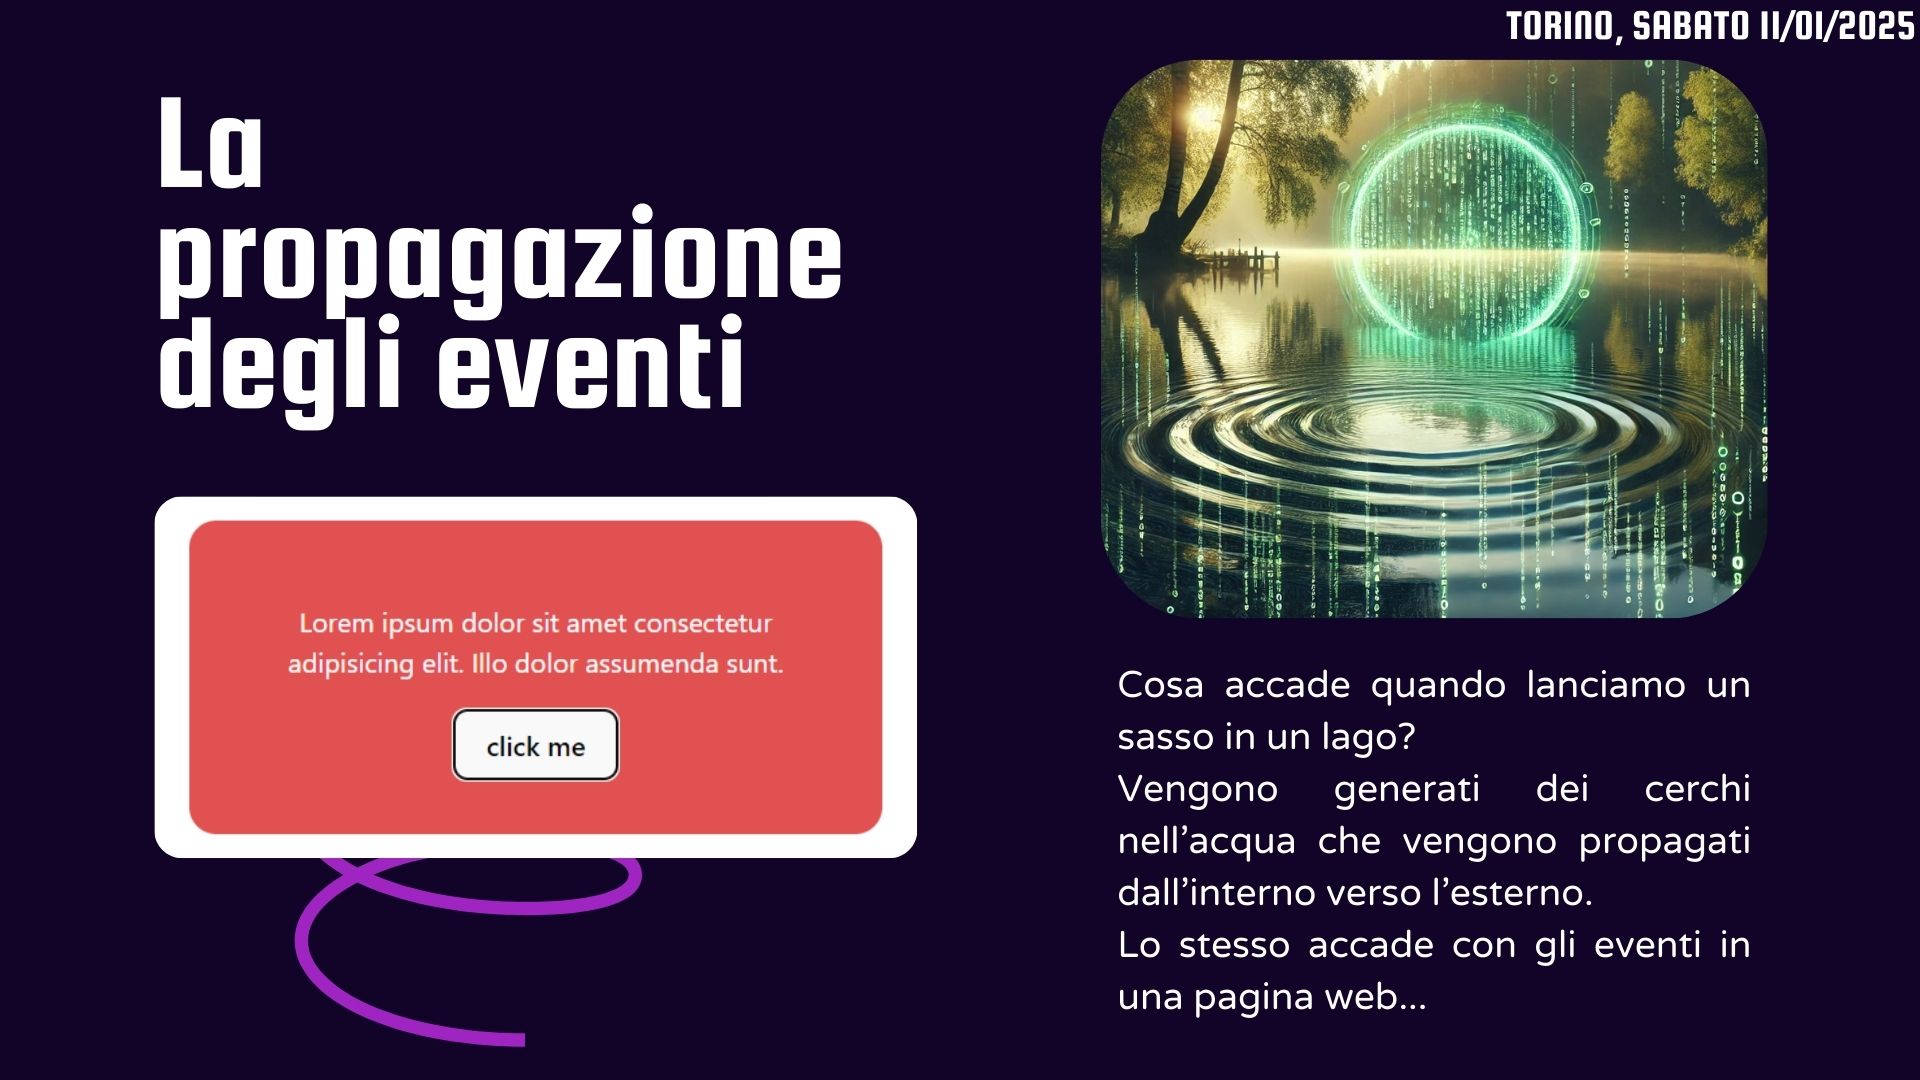 TORINO, SABATO 11/01/2025
La
propagazione
degli eventi
Lorem ipsum dolor sit amet consectetur
adipisicing elit. Illo dolor assumenda sunt.
click me
Cosa accade quando lanciamo un
sasso in un lago?
Vengono generati dei cerchi
nell’acqua che vengono propagati
dall’interno verso l’esterno.
Lo stesso accade con gli eventi in
una pagina web...